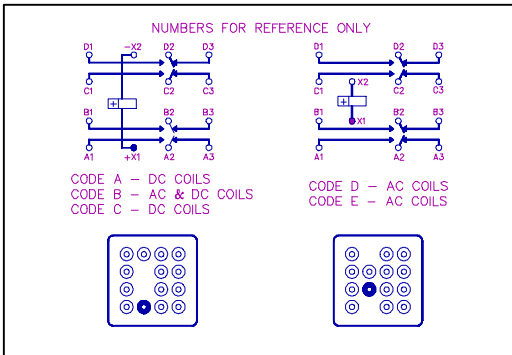 NUMBERS FOR REFERENCE ONLY
D1 -X2 D2 D3
C1 C2 C3
+
B1 B2 B3
A1 +X1 A2 A3
CODE A - DC COILS
CODE B - AC & DC COILS
CODE C - DC COILS
D1 D2 D3
C1 X2 C2 C3
+
B1 X1 B2 B3
A1 A2 A3
CODE D - AC COILS
CODE E - AC COILS